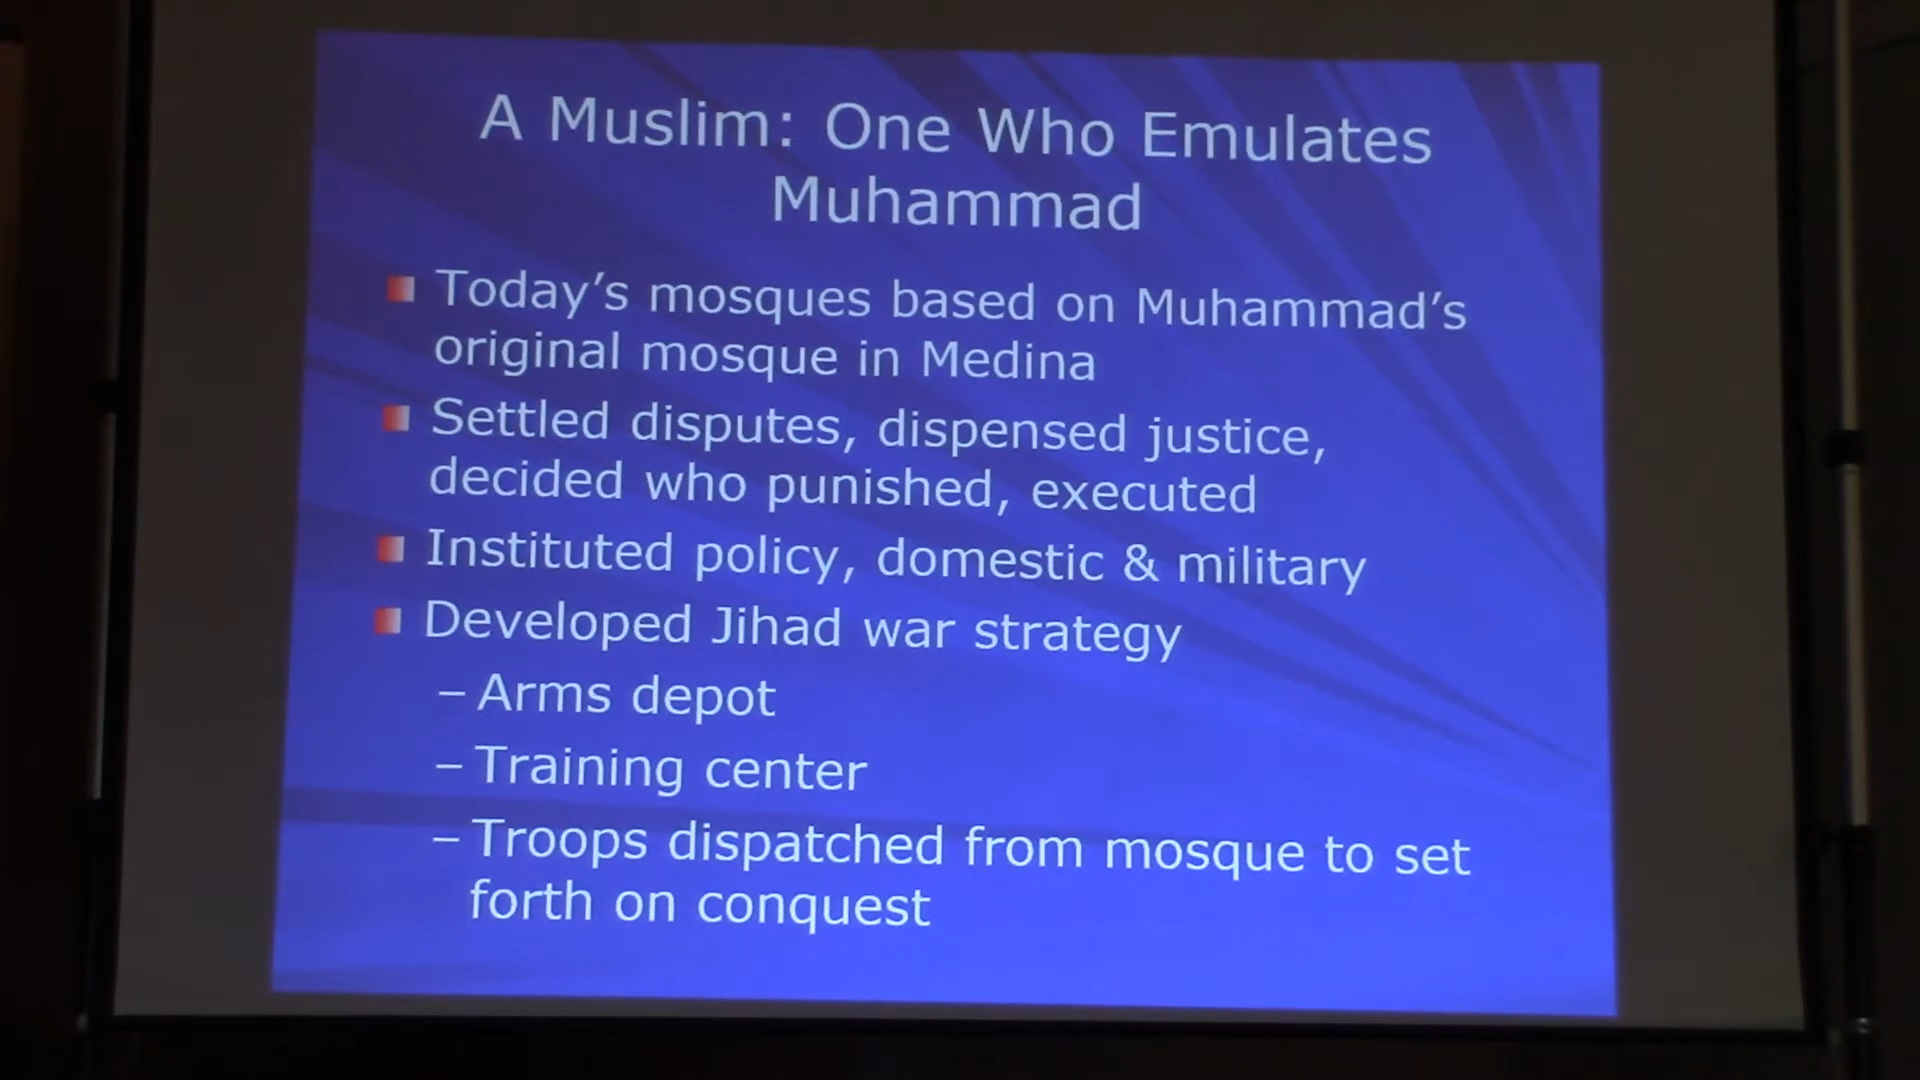 A Muslim: One Who Emulates
Muhammad
Today's mosques based on Muhammad's
original mosque in Medina
Settled disputes, dispensed justice,
decided who punished, executed
Instituted policy, domestic & military
Developed Jihad war strategy
– Arms depot
– Training center
– Troops dispatched from mosque to set
forth on conquest